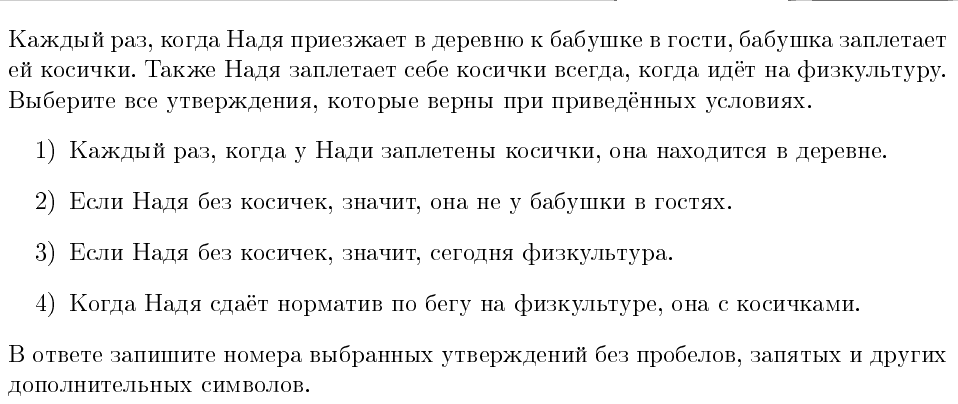 Каждый раз, когда Надя приезжает в деревню к бабушке в гости, бабушка заплетает
ей косички. Также Надя заплетает себе косички всегда, когда идёт на физкультуру.
Выберите все утверждения, которые верны при приведённых условиях.
1) Каждый раз, когда у Нади заплетены косички, она находится в деревне.
2) Если Надя без косичек, значит, она не у бабушки в гостях.
3) Если Надя без косичек, значит, сегодня физкультура.
4) Когда Надя сдаёт норматив по бегу на физкультуре, она с косичками.
В ответе запишите номера выбранных утверждений без пробелов, запятых и других
дополнительных символов.